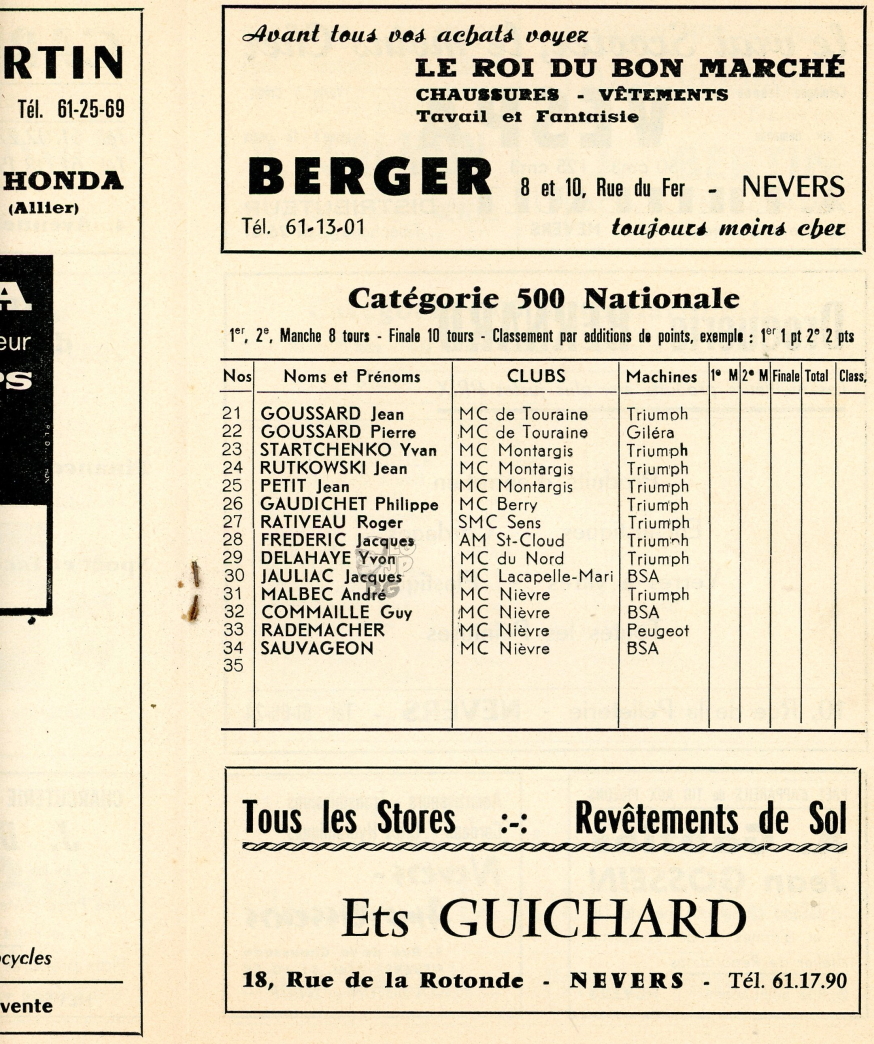 RTIN
Tél. 61-25-69
HONDA
(Allier)
A
eur
PS
cycles
vente
Avant tous vos achats voyez
LE ROI DU BON MARCHÉ
CHAUSSURES - VÊTEMENTS
Tavail et Fantaisie
BERGER 8 et 10, Rue du Fer - NEVERS
Tél. 61-13-01 toujours moins cher
Catégorie 500 Nationale
1er, 2e, Manche 8 tours - Finale 10 tours - Classement par additions de points, exemple : 1er 1 pt 2e 2 pts
Nos Noms et Prénoms CLUBS Machines 1e M 2e M Finale Total Class,
21 GOUSSARD Jean MC de Touraine Triumph
22 GOUSSARD Pierre MC de Touraine Giléra
23 STARTCHENKO Yvan MC Montargis Triumph
24 RUTKOWSKI Jean MC Montargis Triumph
25 PETIT Jean MC Montargis Triumph
26 GAUDICHET Philippe MC Berry Triumph
27 RATIVEAU Roger SMC Sens Triumph
28 FREDERIC Jacques AM St-Cloud Triumph
29 DELAHAYE Yvon MC du Nord Triumph
30 JAULIAC Jacques MC Lacapelle-Mari BSA
31 MALBEC André MC Nièvre Triumph
32 COMMAILLE Guy MC Nièvre BSA
33 RADEMACHER MC Nièvre Peugeot
34 SAUVAGEON MC Nièvre BSA
35
Tous les Stores :-: Revêtements de Sol
Ets GUICHARD
18, Rue de la Rotonde - NEVERS - Tél. 61.17.90